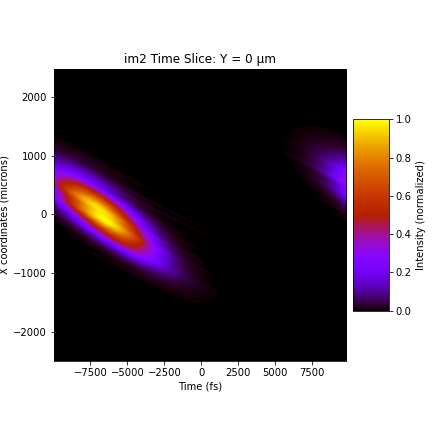 im2 Time Slice: Y = 0 μm
2000
1000
0
−1000
−2000
X coordinates (microns)
−7500 −5000 −2500 0 2500 5000 7500
Time (fs)
1.0
0.8
0.6
0.4
0.2
0.0
Intensity (normalized)